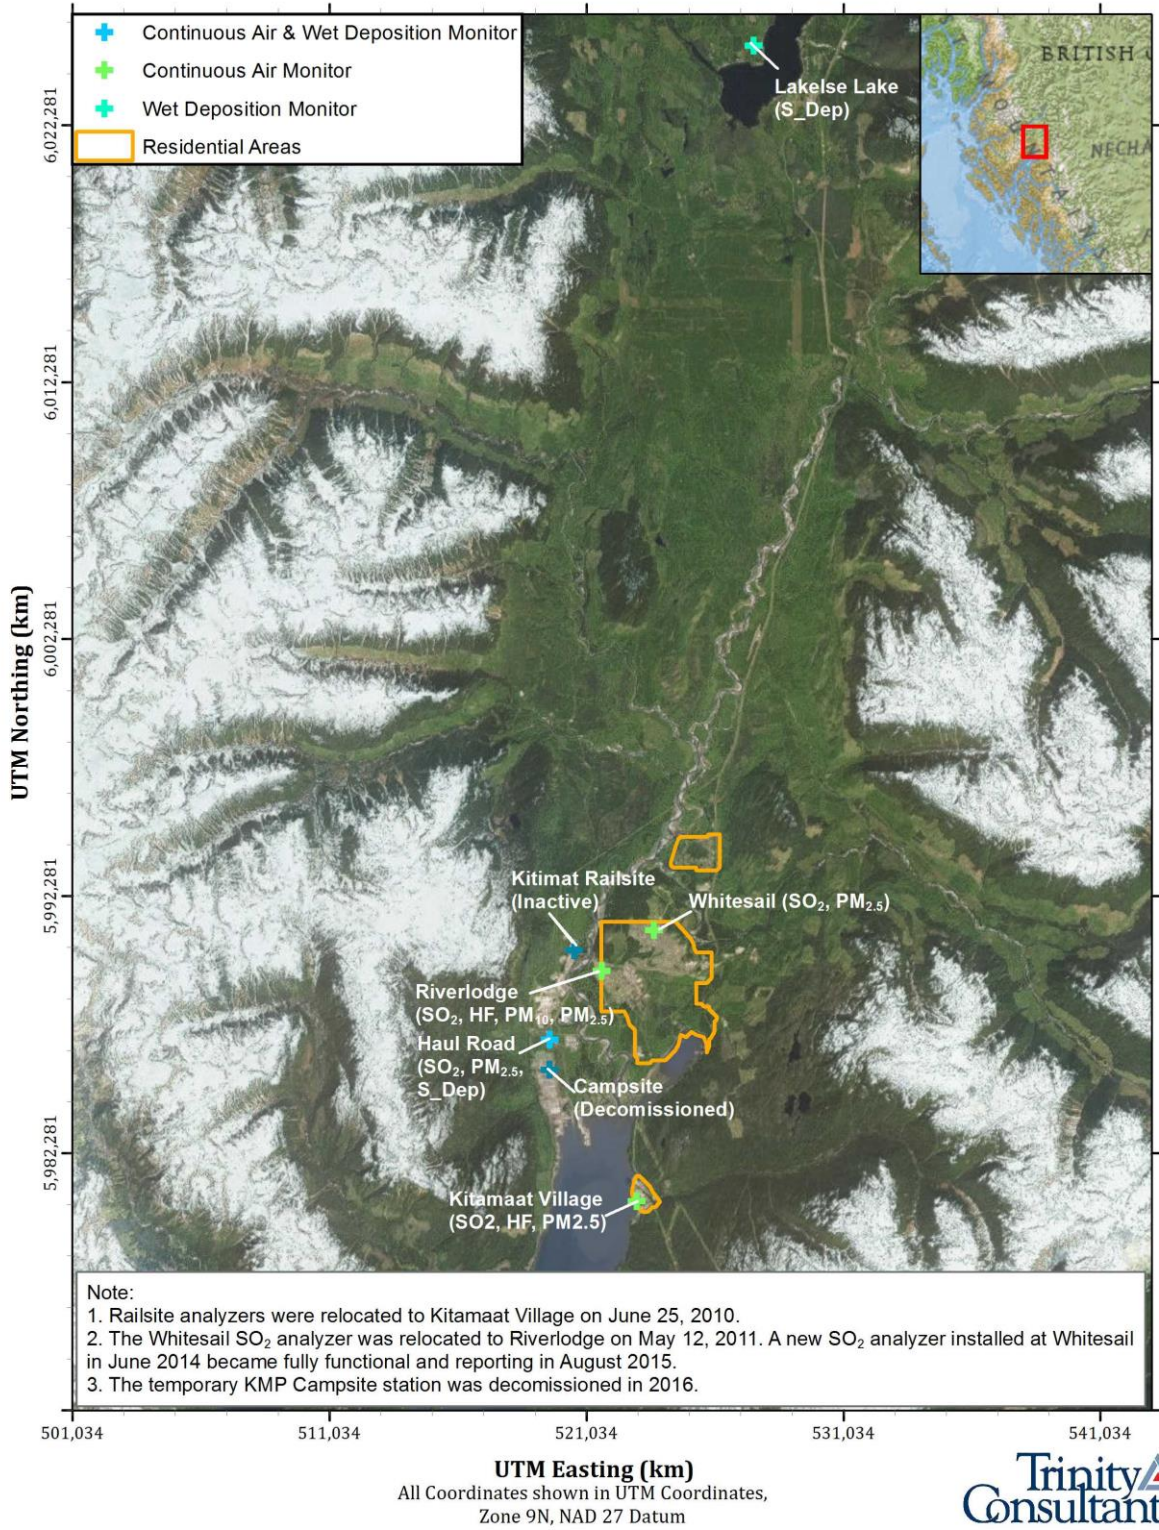 Continuous Air & Wet Deposition Monitor
Continuous Air Monitor
Wet Deposition Monitor
Residential Areas
Lakelse Lake
(S_Dep)
BRITISH
NECHA
6,022,281
6,012,281
6,002,281
5,992,281
5,982,281
UTM Northing (km)
Kitimat Railsite
(Inactive)
Whitesail (SO₂, PM₂.₅)
Riverlodge
(SO₂, HF, PM₁₀, PM₂.₅)
Haul Road
(SO₂, PM₂.₅,
S_Dep)
Campsite
(Decomissioned)
Kitamaat Village
(SO2, HF, PM2.5)
Note:
1. Railsite analyzers were relocated to Kitamaat Village on June 25, 2010.
2. The Whitesail SO₂ analyzer was relocated to Riverlodge on May 12, 2011. A new SO₂ analyzer installed at Whitesail
in June 2014 became fully functional and reporting in August 2015.
3. The temporary KMP Campsite station was decomissioned in 2016.
501,034
511,034
521,034
531,034
541,034
UTM Easting (km)
All Coordinates shown in UTM Coordinates,
Zone 9N, NAD 27 Datum
Trinity
Consultant